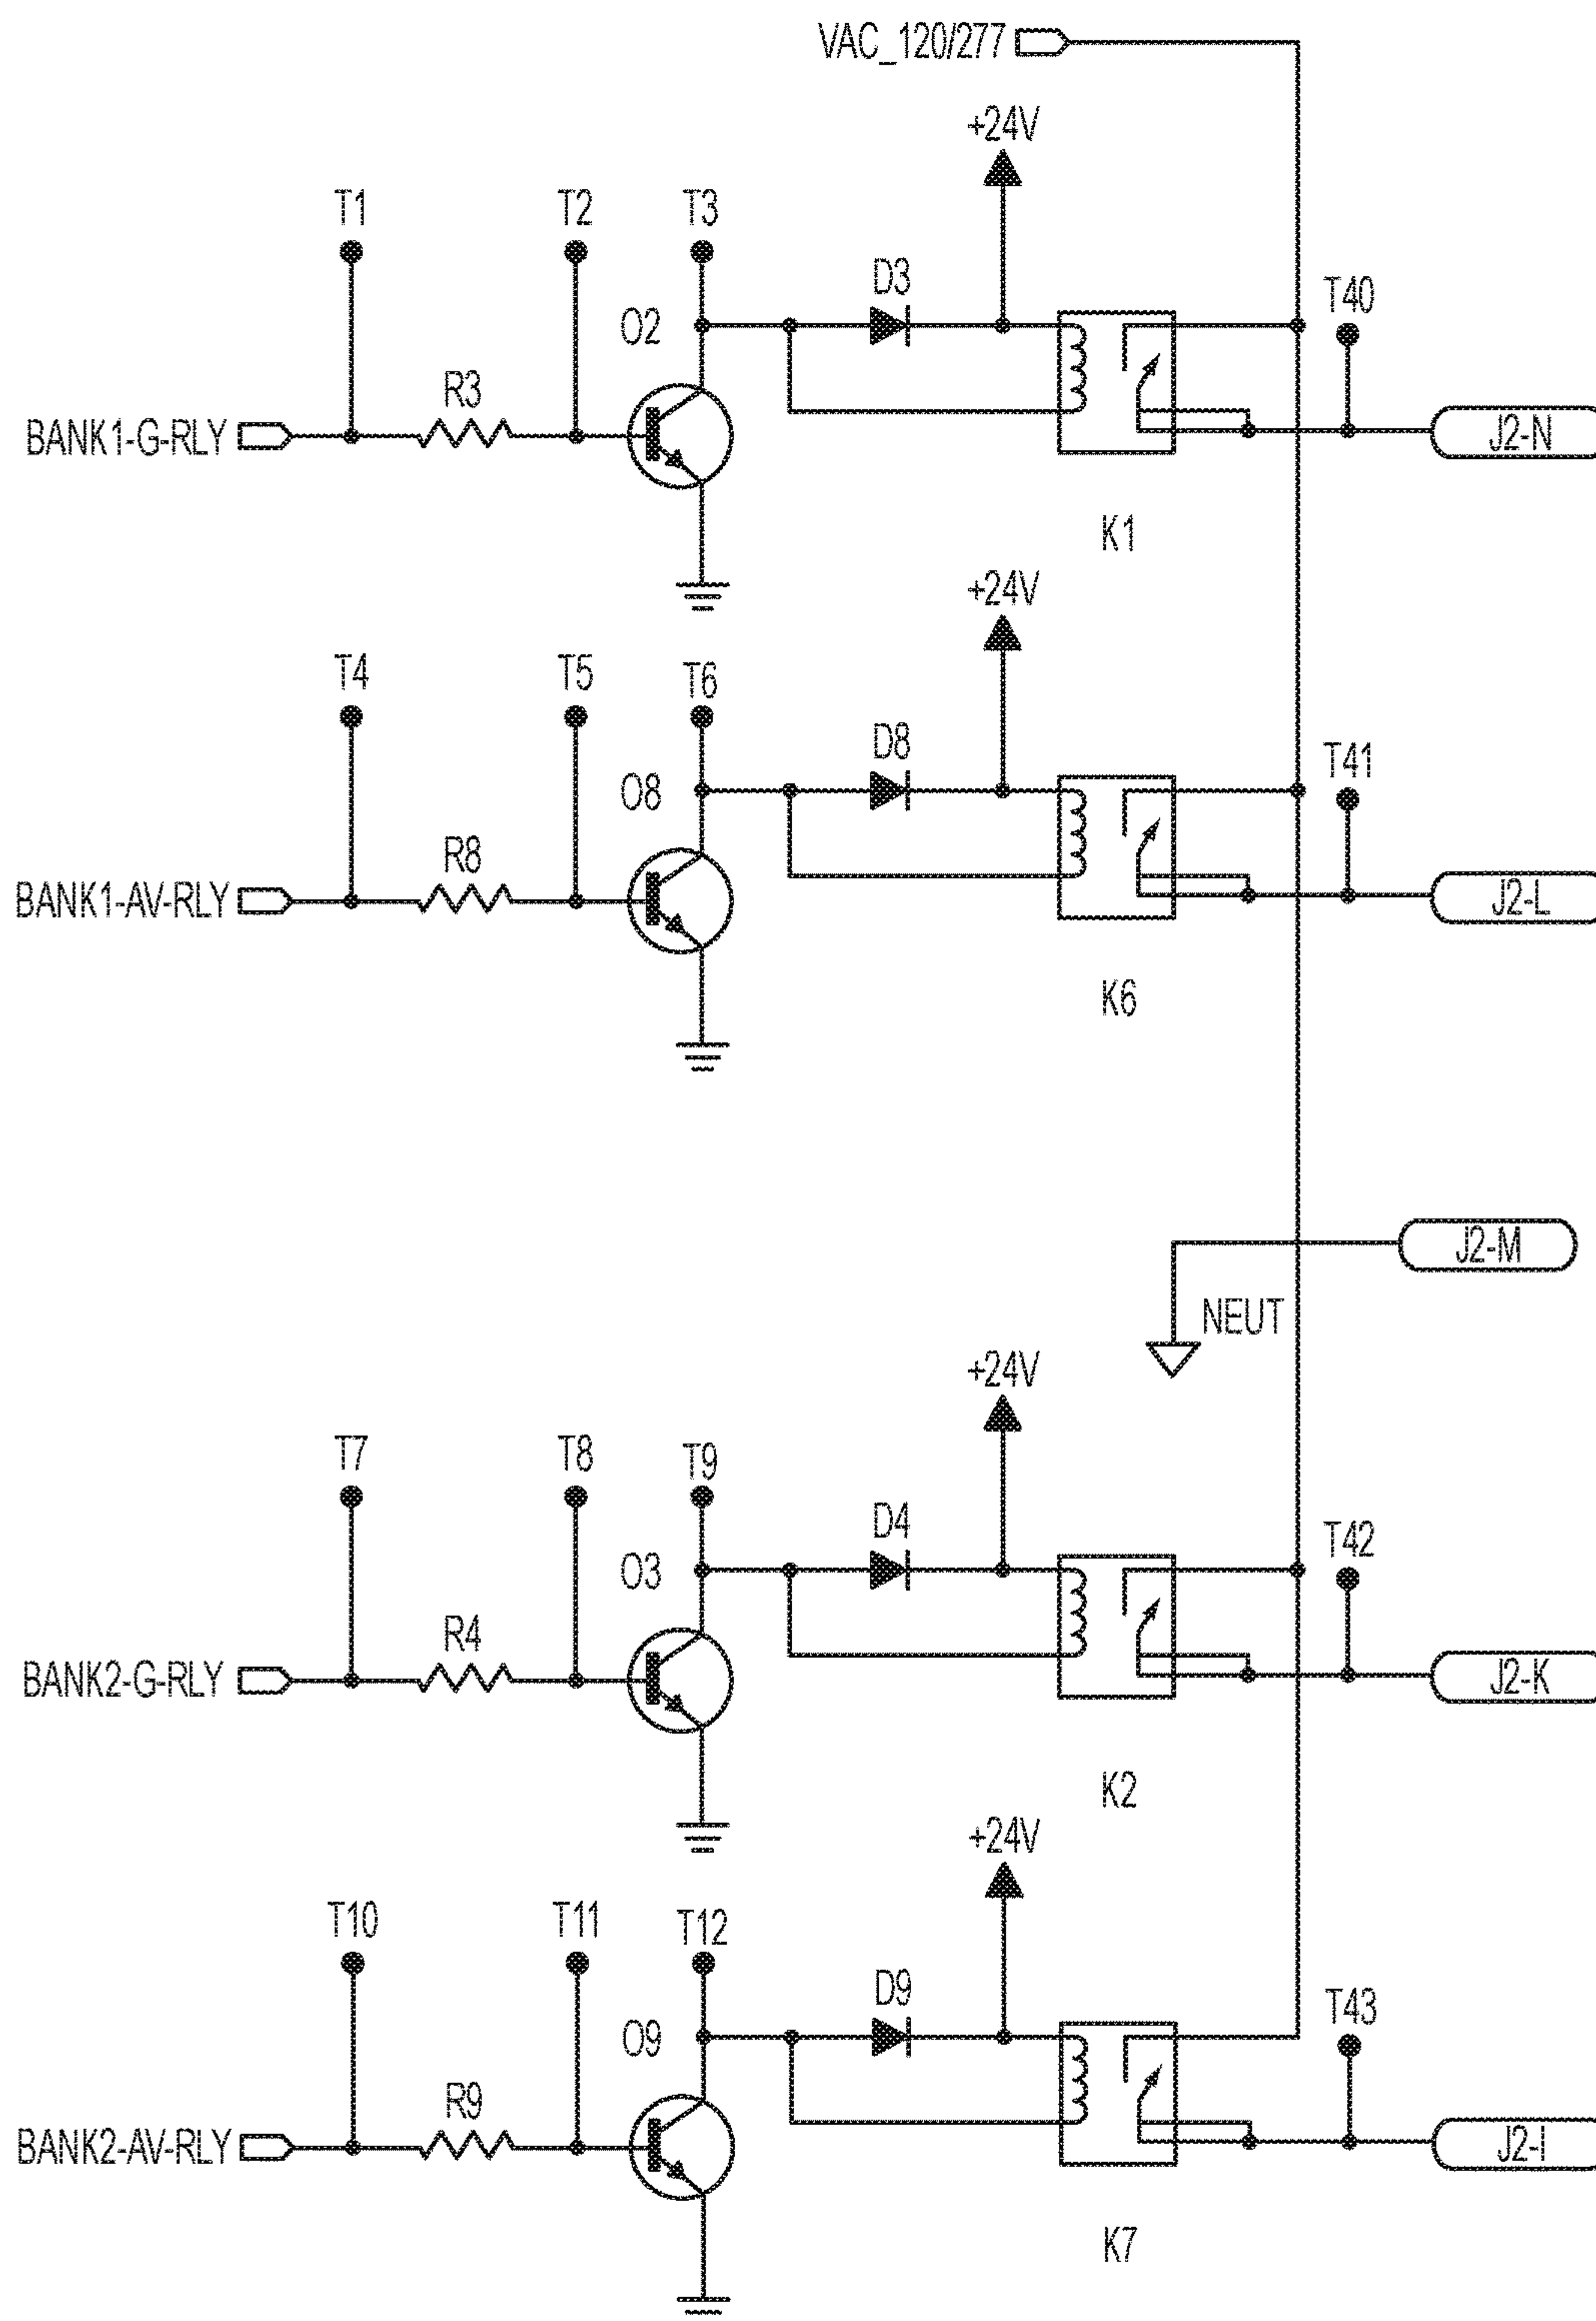 VAC_120/277
+24V
T1
T2
T3
D3
T40
O2
R3
BANK1-G-RLY
J2-N
K1
+24V
T4
T5
T6
D8
T41
O8
R8
BANK1-AV-RLY
J2-L
K6
J2-M
NEUT
+24V
T7
T8
T9
D4
T42
O3
R4
BANK2-G-RLY
J2-K
K2
+24V
T10
T11
T12
D9
T43
O9
R9
BANK2-AV-RLY
J2-I
K7